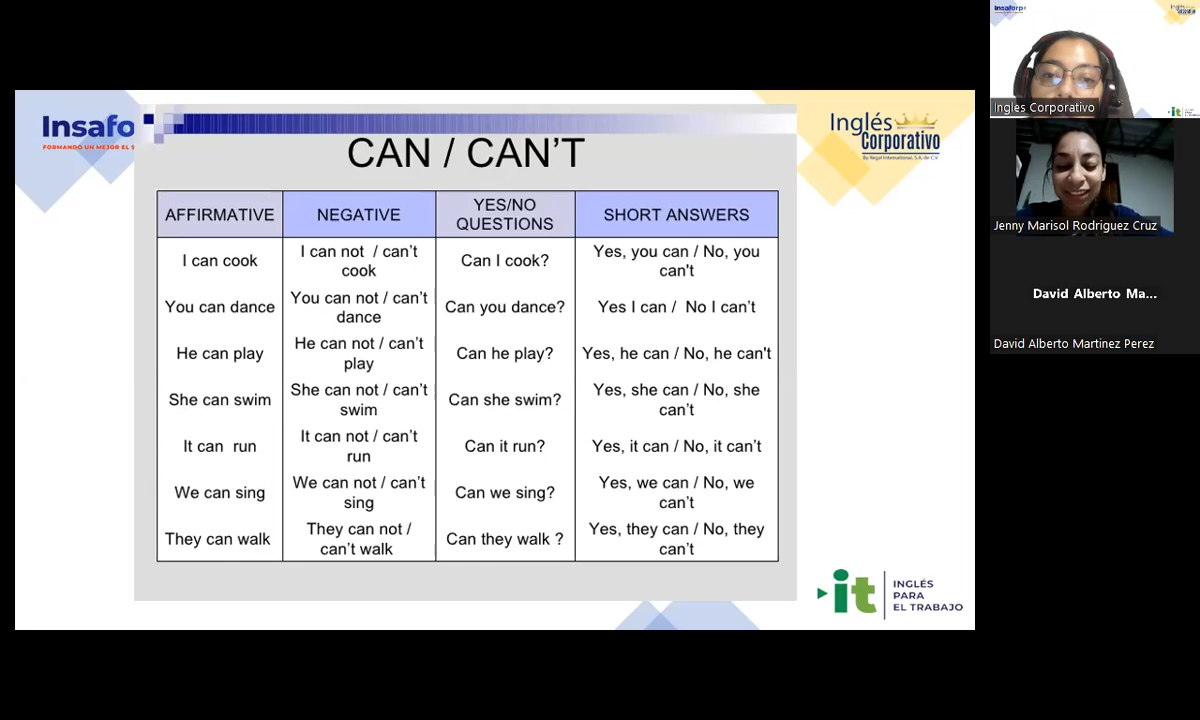 Insafo
FORMANDO UN MEJOR EL S
Inglés
Corporativo
By Regal International, S.A. de C.V.
CAN / CAN'T
AFFIRMATIVE
NEGATIVE
YES/NO
QUESTIONS
SHORT ANSWERS
I can cook
I can not / can't
cook
Can I cook?
Yes, you can / No, you
can't
You can dance
You can not / can't
dance
Can you dance?
Yes I can / No I can't
He can play
He can not / can't
play
Can he play?
Yes, he can / No, he can't
She can swim
She can not / can't
swim
Can she swim?
Yes, she can / No, she
can't
It can run
It can not / can't
run
Can it run?
Yes, it can / No, it can't
We can sing
We can not / can't
sing
Can we sing?
Yes, we can / No, we
can't
They can walk
They can not /
can't walk
Can they walk ?
Yes, they can / No, they
can't
it
INGLÉS
PARA
EL TRABAJO
Insaforp
Ingles Corporativo
it
Jenny Marisol Rodriguez Cruz
David Alberto Ma...
David Alberto Martinez Perez